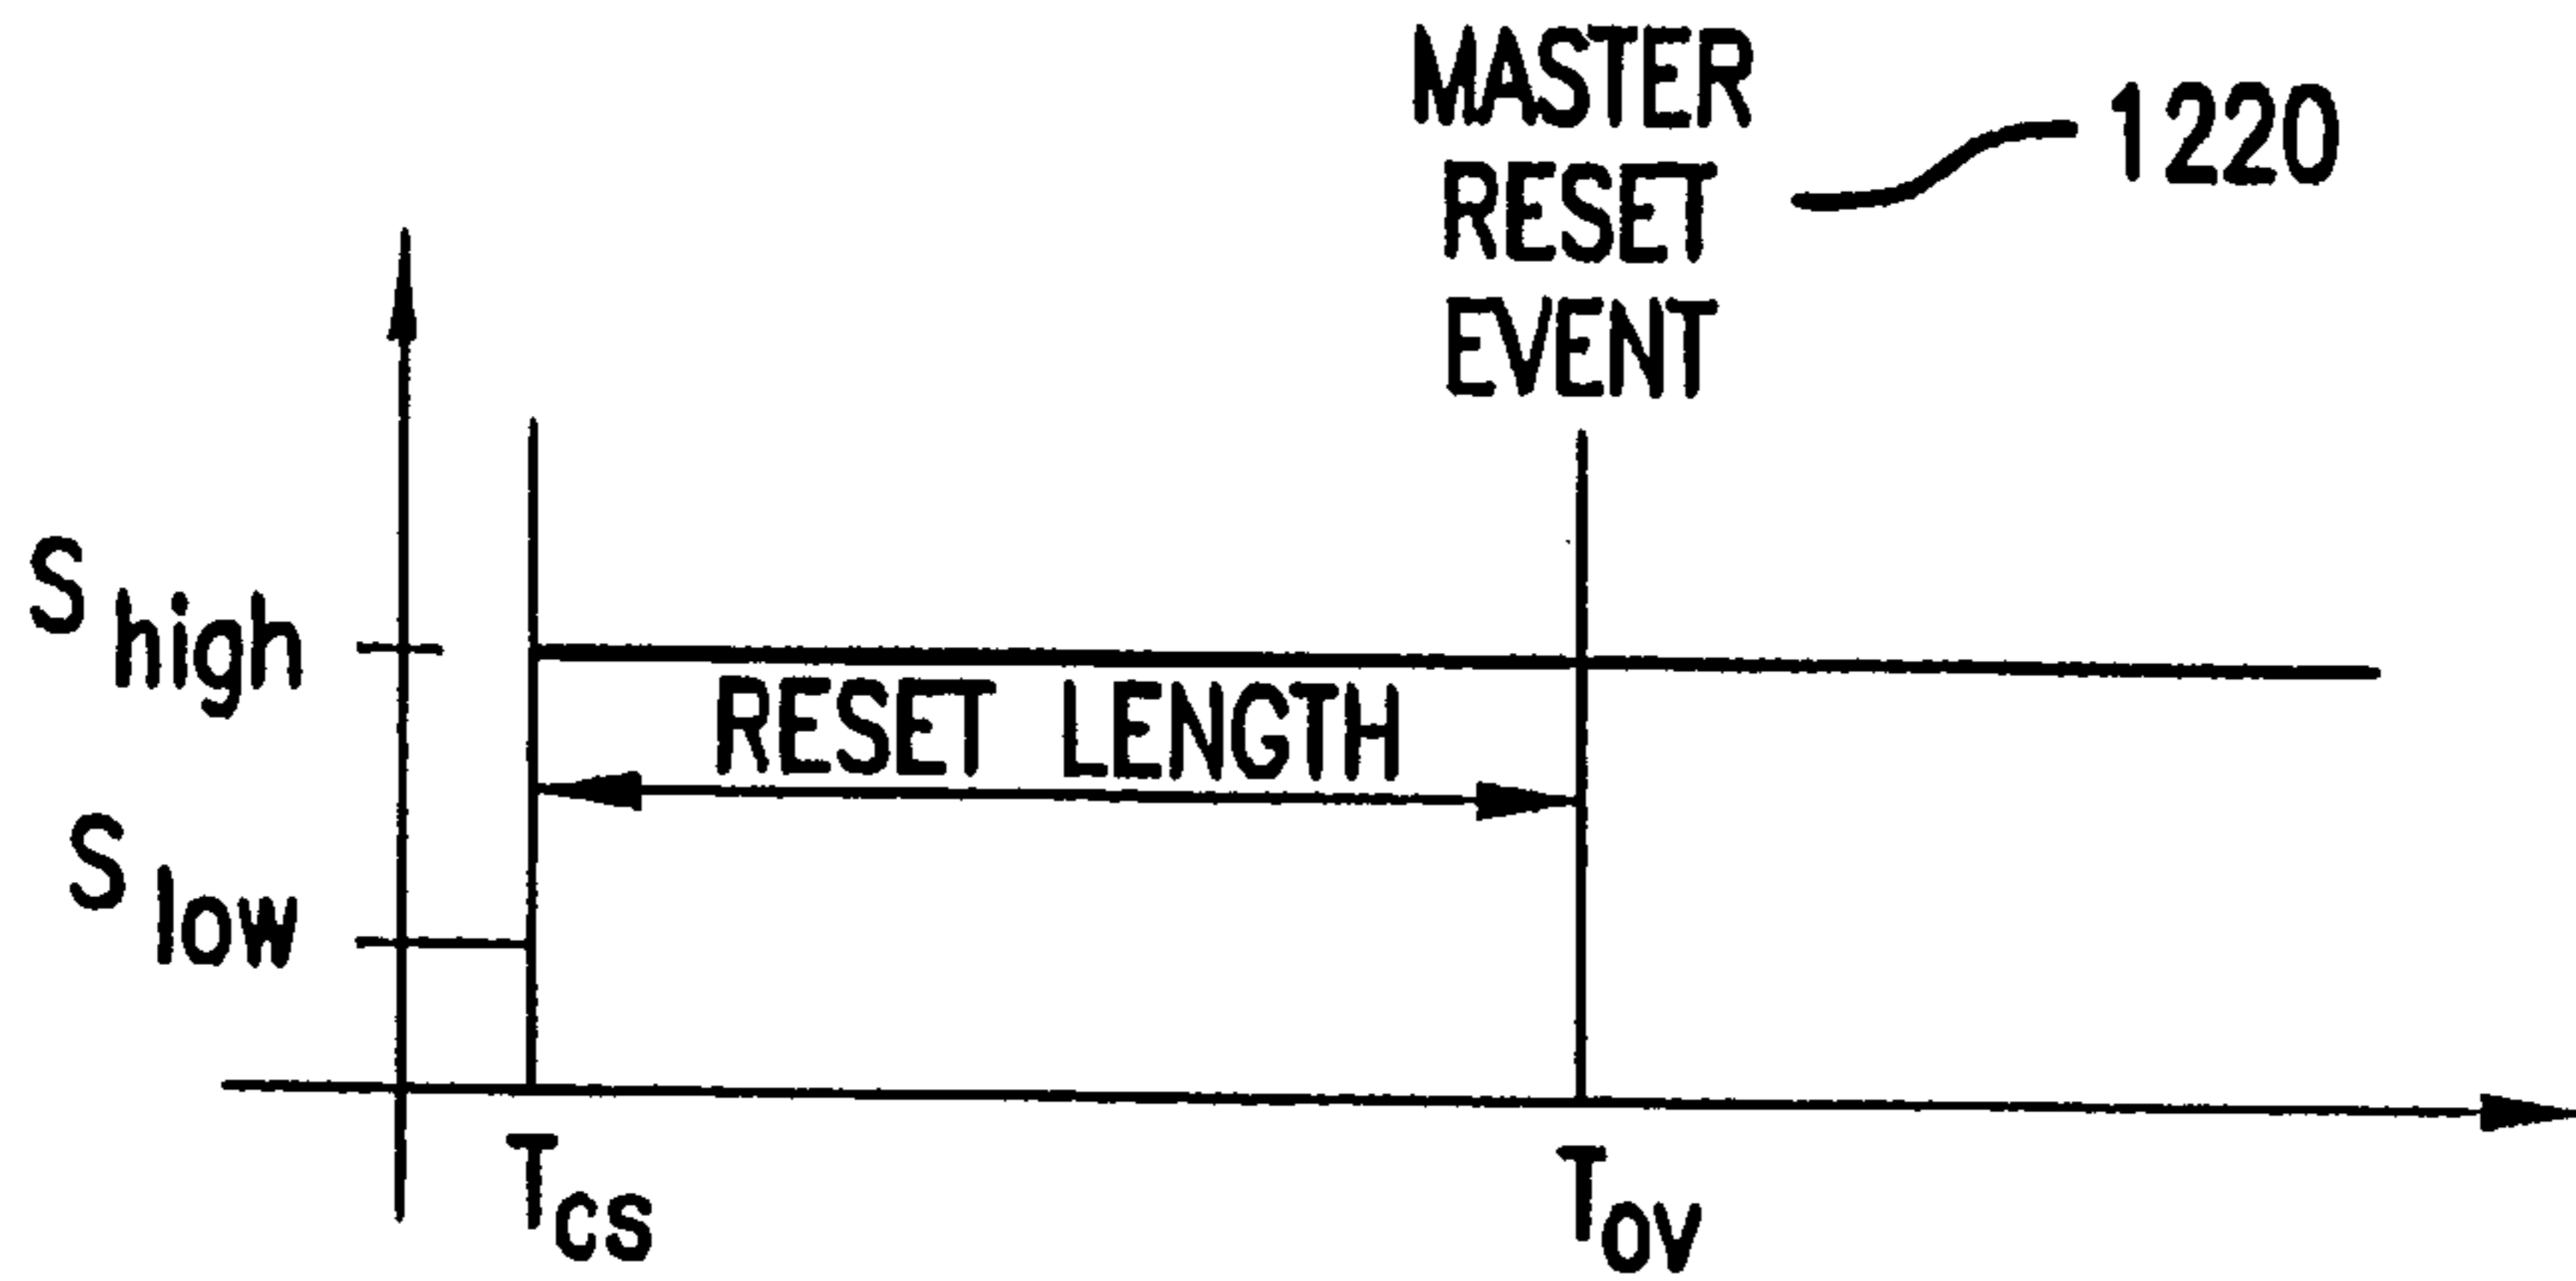 MASTER
RESET
EVENT
1220
S high
RESET LENGTH
S low
TCS
TOV